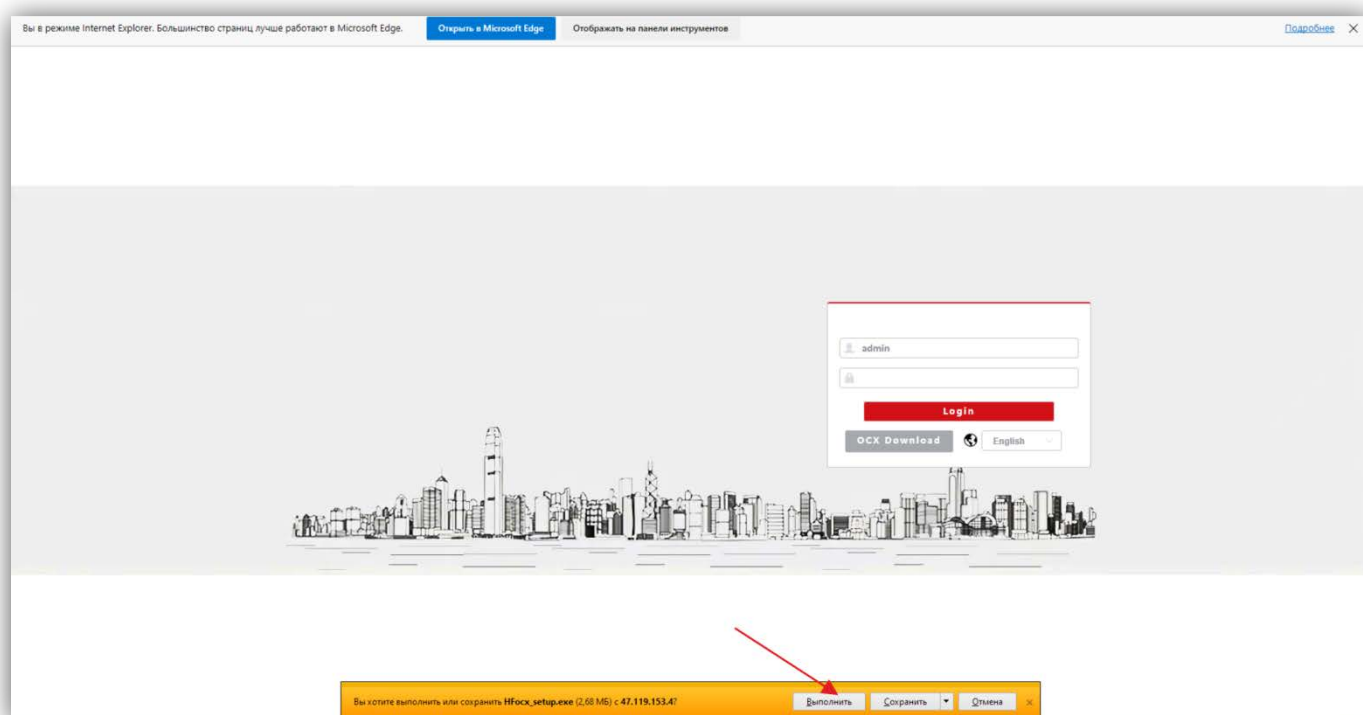 Вы в режиме Internet Explorer. Большинство страниц лучше работают в Microsoft Edge. Открыть в Microsoft Edge Отображать на панели инструментов Подробнее
admin
Login
OCX Download English
Вы хотите выполнить или сохранить HFocx_setup.exe (2,68 МБ) с 47.119.153.4? Выполнить Сохранить Отмена